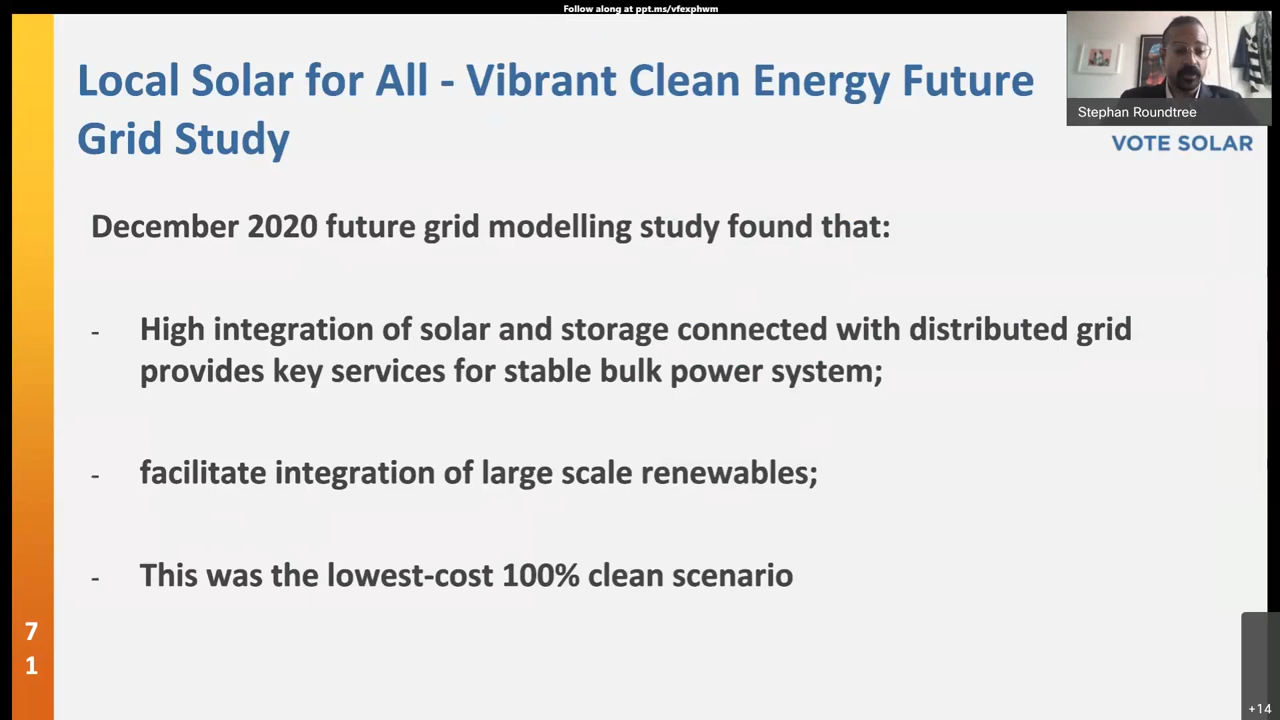 Follow along at ppt.ms/vfexphwm
Local Solar for All - Vibrant Clean Energy Future
Grid Study
Stephan Roundtree
VOTE SOLAR
December 2020 future grid modelling study found that:
- High integration of solar and storage connected with distributed grid
provides key services for stable bulk power system;
- facilitate integration of large scale renewables;
- This was the lowest-cost 100% clean scenario
7
1
+14